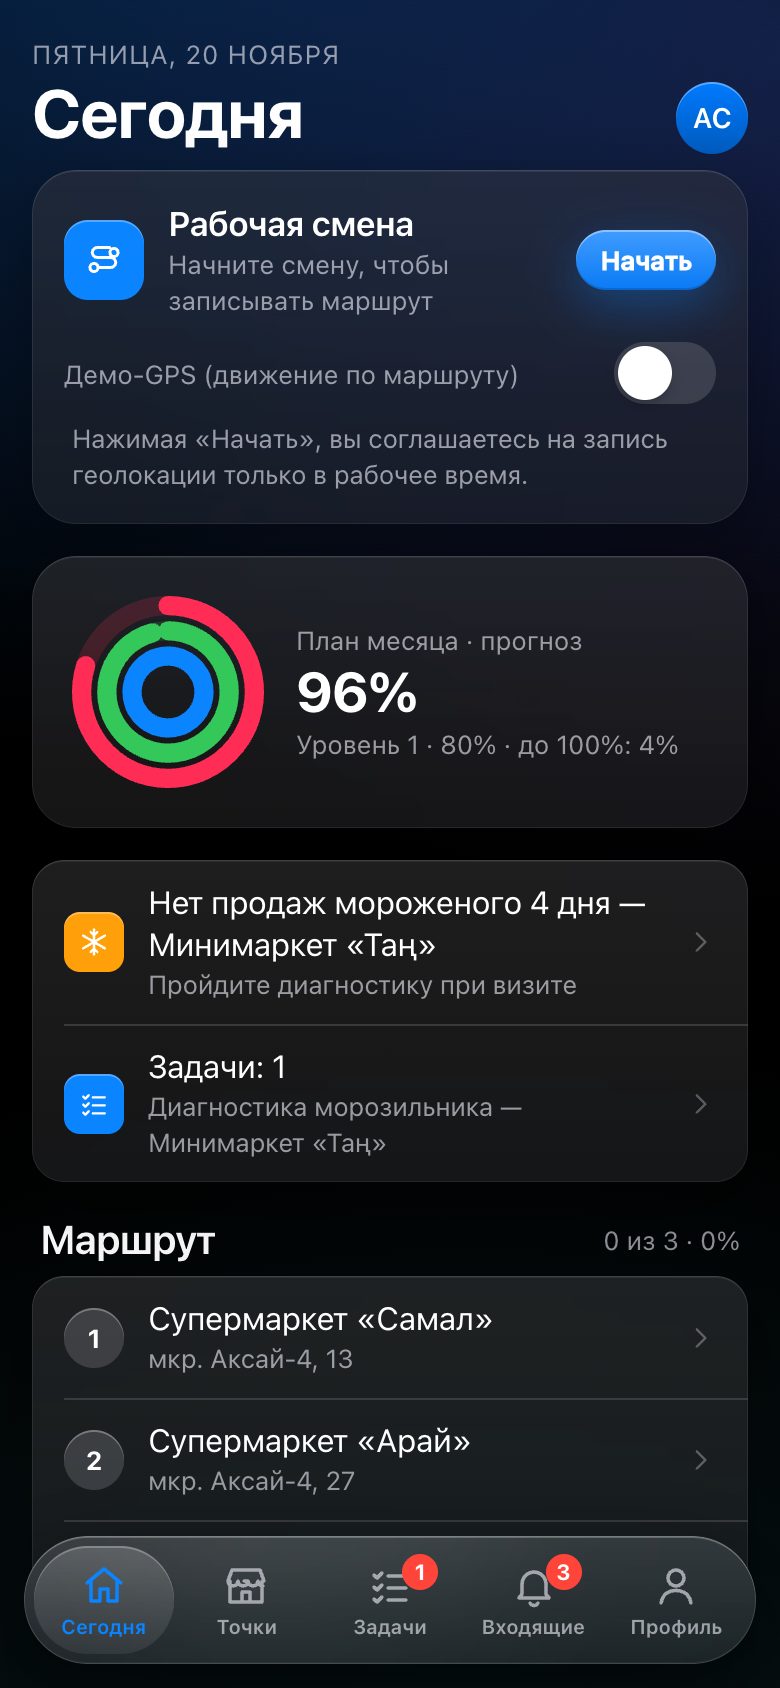 ПЯТНИЦА, 20 НОЯБРЯ
Сегодня
АС
Рабочая смена
Начните смену, чтобы
записывать маршрут
Начать
Демо-GPS (движение по маршруту)
Нажимая «Начать», вы соглашаетесь на запись
геолокации только в рабочее время.
План месяца · прогноз
96%
Уровень 1 · 80% · до 100%: 4%
Нет продаж мороженого 4 дня —
Минимаркет «Таң»
Пройдите диагностику при визите
Задачи: 1
Диагностика морозильника —
Минимаркет «Таң»
Маршрут
0 из 3 · 0%
1
Супермаркет «Самал»
мкр. Аксай-4, 13
2
Супермаркет «Арай»
мкр. Аксай-4, 27
1
3
Сегодня
Точки
Задачи
Входящие
Профиль